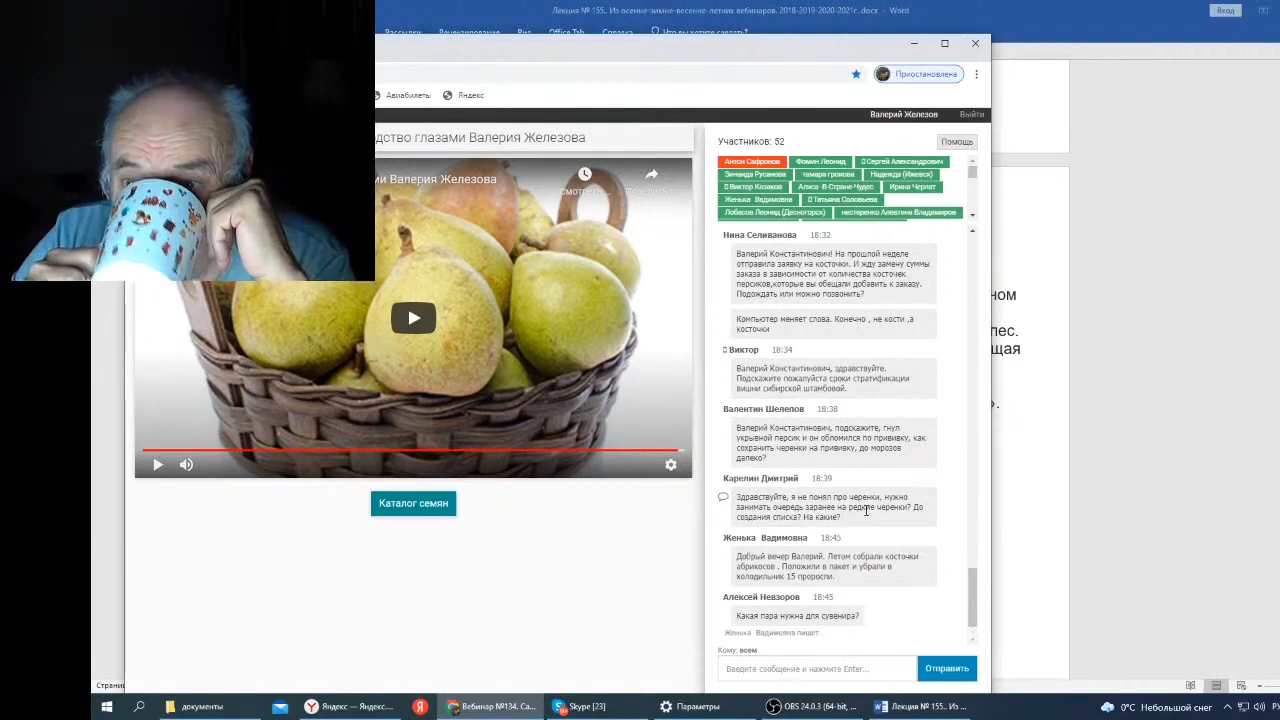 Лекция № 155.. Из осенне-зимне-весенне-летних вебинаров. 2018-2019-2020-2021г..docx - Word
Вход
Рассылки Рецензирование Вид Office Tab Справка Что вы хотите сделать?
Приостановлена
Авиабилеты Яндекс
Валерий Железов Выйти
дство глазами Валерия Железова
Участников: 52
Помощь
Антон Сафронов Фомин Леонид Сергей Александрович
Зинаида Русанова тамара гроиова Надежда (Ижевск)
Виктор Казаков Алиса-В-Стране-Чудес Ирина Черлат
Женька Вадимовна Татьяна Соловьева
Лобасов Леонид (Десногорск) нестеренко Алевтина Владимиров
ии Валерия Железова
Смотреть... Поделиться
Нина Селиванова 18:32
Валерий Константинович! На прошлой неделе
отправила заявку на косточки. И жду замену суммы
заказа в зависимости от количества косточек
персиков,которые вы обещали добавить к заказу.
Подождать или можно позвонить?
Компьютер меняет слова. Конечно , не кости ,а
косточки
Виктор 18:34
Валерий Константинович, здравствуйте.
Подскажите пожалуйста сроки стратификации
вишни сибирской штамбовой.
Валентин Шелепов 18:38
Валерий Константинович, подскажите, гнул
укрывной персик и он обломился по прививку, как
сохранить черенки на прививку, до морозов
далеко?
Карелин Дмитрий 18:39
Здравствуйте, я не понял про черенки, нужно
занимать очередь заранее на редкие черенки? До
создания списка? На какие?
Женька Вадимовна 18:45
Добрый вечер Валерий. Летом собрали косточки
абрикосов . Положили в пакет и убрали в
холодильник 15 проросли.
Алексей Невзоров 18:45
Какая пара нужна для сувенира?
Женька Вадимовна пишет
Кому: всем
Введите сообщение и нажмите Enter...
Отправить
Каталог семян
ном
лес.
щая
».
Страниц
документы
Яндекс — Яндекс....
Вебинар №134. Са...
Skype [23]
Параметры
OBS 24.0.3 (64-bit, ...
Лекция № 155.. Из ...
0°C Небольшой снег